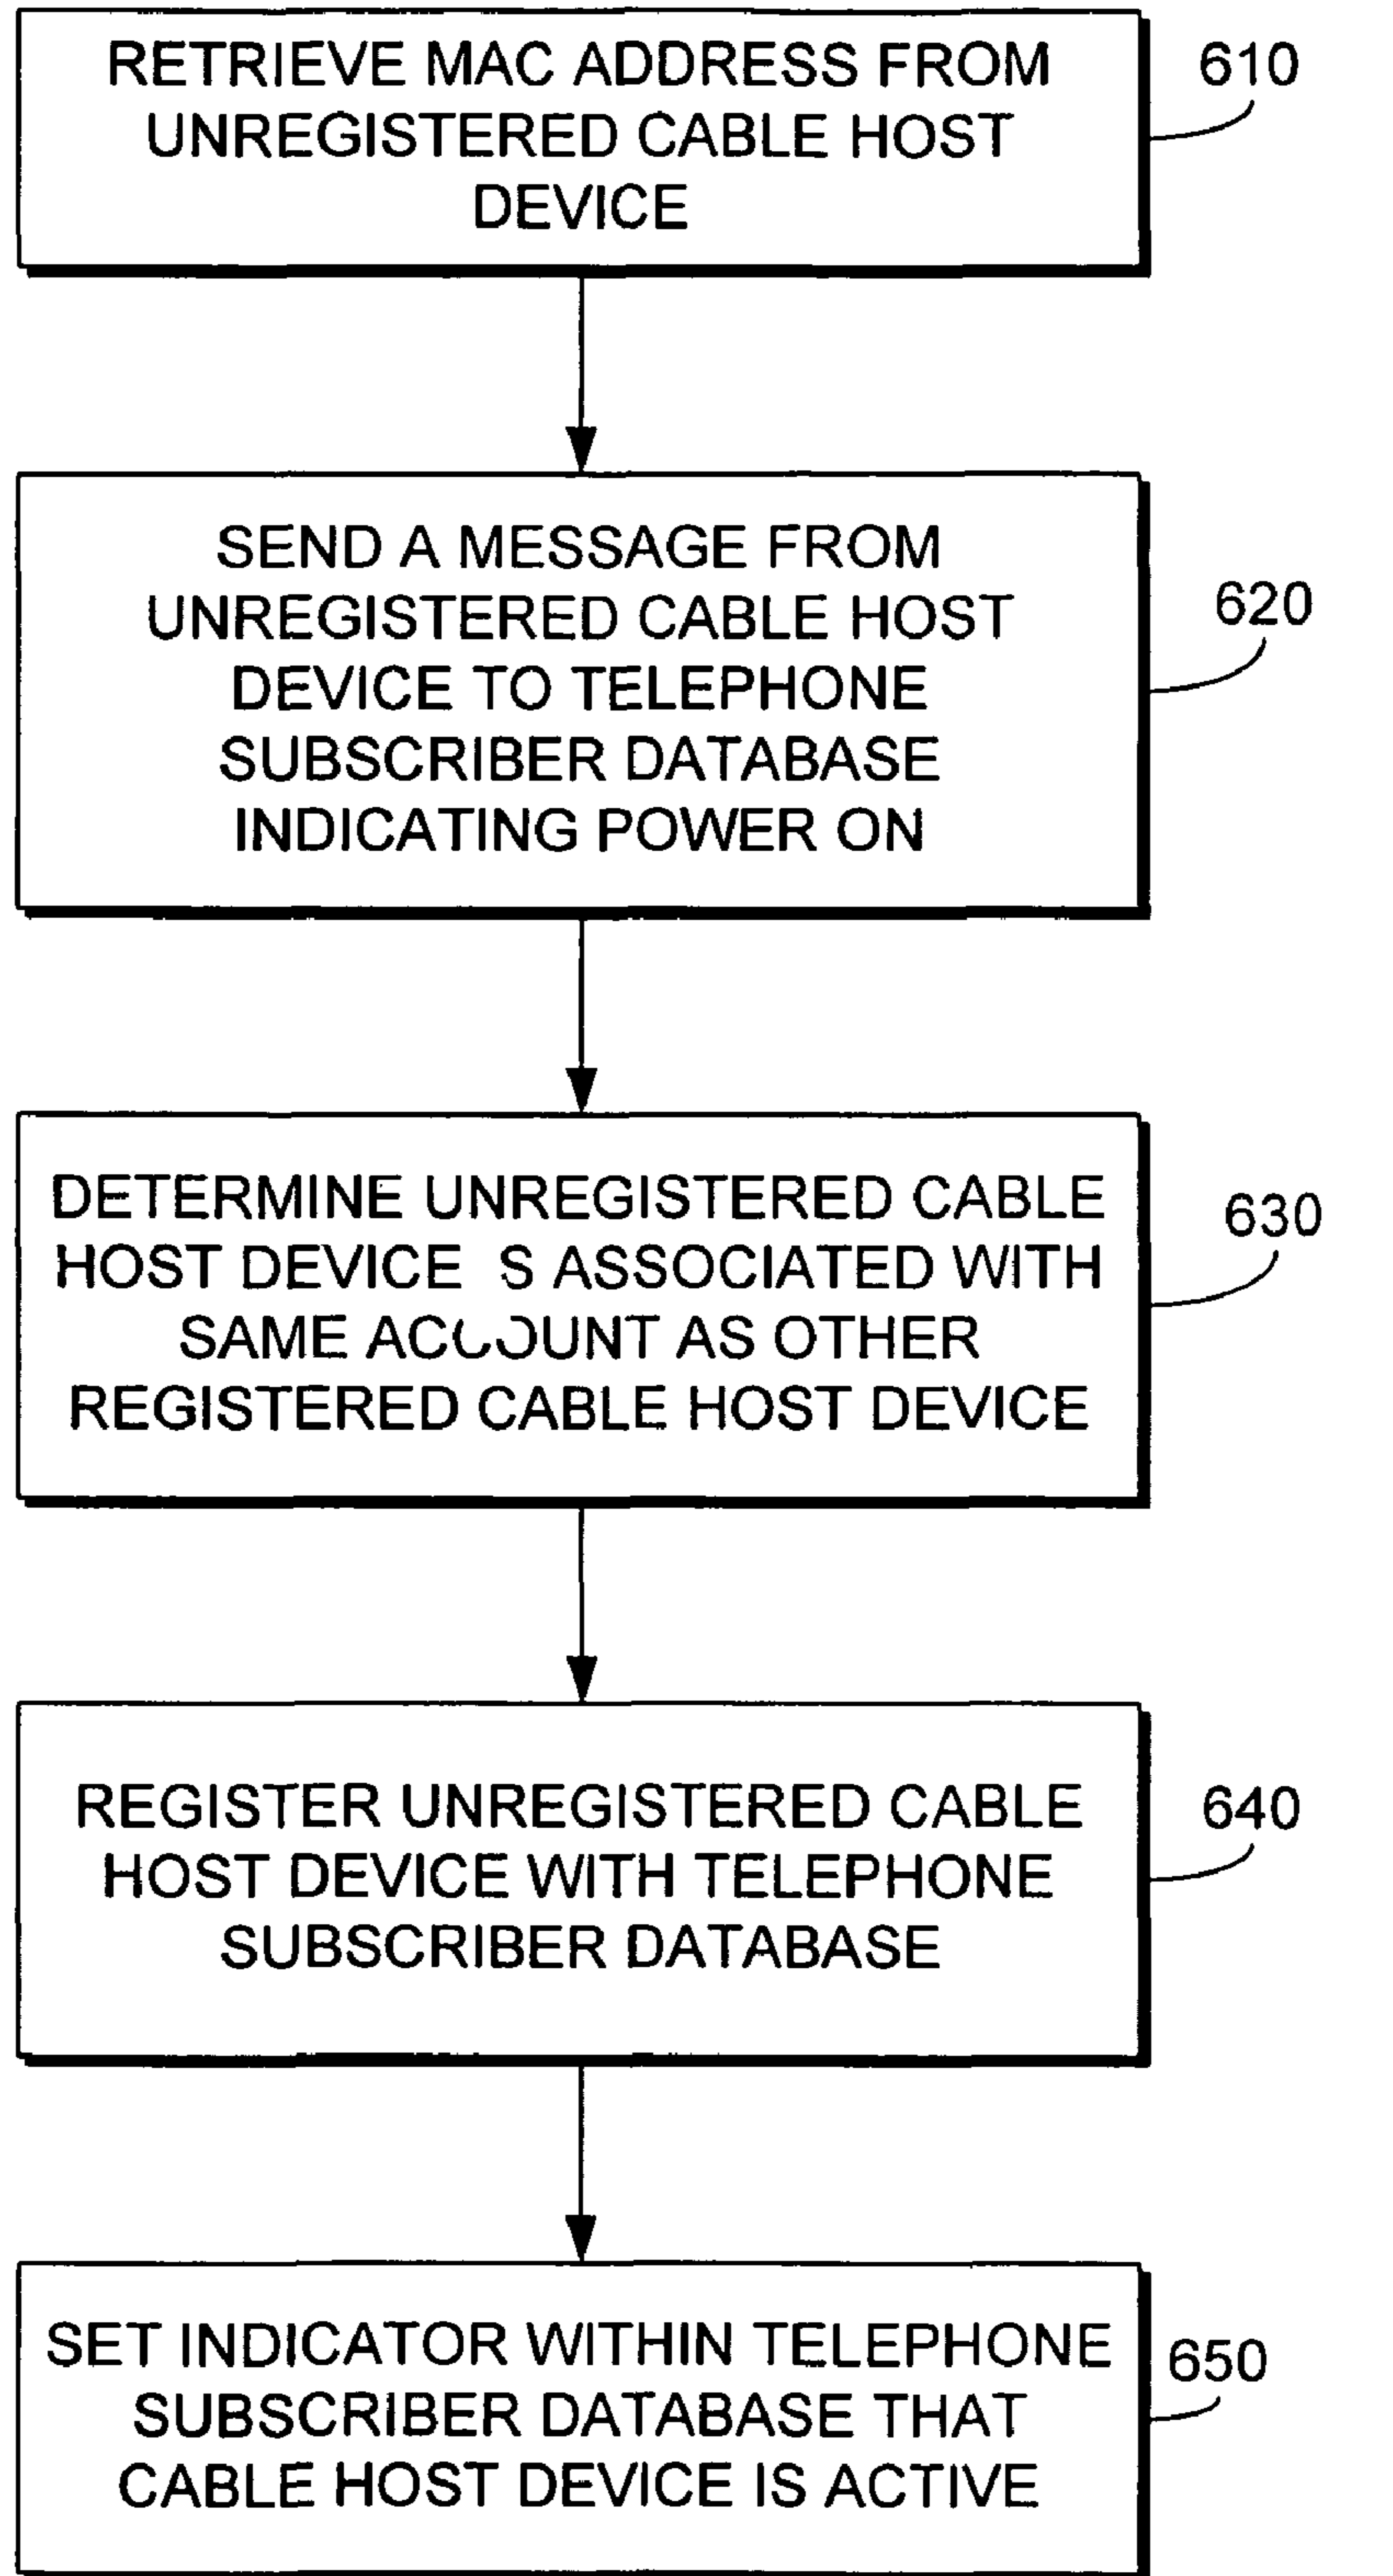 RETRIEVE MAC ADDRESS FROM
UNREGISTERED CABLE HOST
DEVICE
610
SEND A MESSAGE FROM
UNREGISTERED CABLE HOST
DEVICE TO TELEPHONE
SUBSCRIBER DATABASE
INDICATING POWER ON
620
DETERMINE UNREGISTERED CABLE
HOST DEVICE S ASSOCIATED WITH
SAME ACCOUNT AS OTHER
REGISTERED CABLE HOST DEVICE
630
REGISTER UNREGISTERED CABLE
HOST DEVICE WITH TELEPHONE
SUBSCRIBER DATABASE
640
SET INDICATOR WITHIN TELEPHONE
SUBSCRIBER DATABASE THAT
CABLE HOST DEVICE IS ACTIVE
650